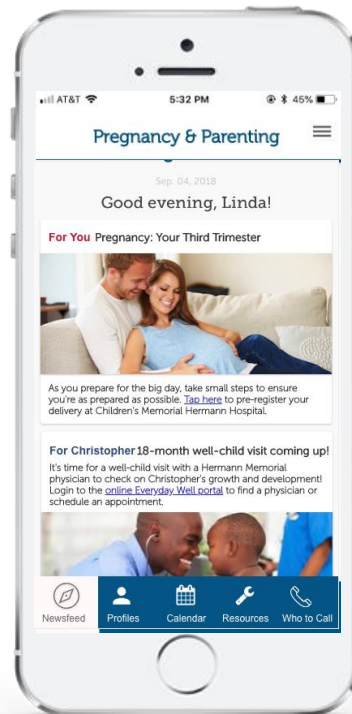 AT&T 5:32 PM 45%
Pregnancy & Parenting
Sep. 04, 2018
Good evening, Linda!
For You Pregnancy: Your Third Trimester
As you prepare for the big day, take small steps to ensure
you're as prepared as possible. Tap here to pre-register your
delivery at Children's Memorial Hermann Hospital.
For Christopher 18-month well-child visit coming up!
It's time for a well-child visit with a Hermann Memorial
physician to check on Christopher's growth and development!
Login to the online Everyday Well portal to find a physician or
schedule an appointment.
Newsfeed Profiles Calendar Resources Who to Call